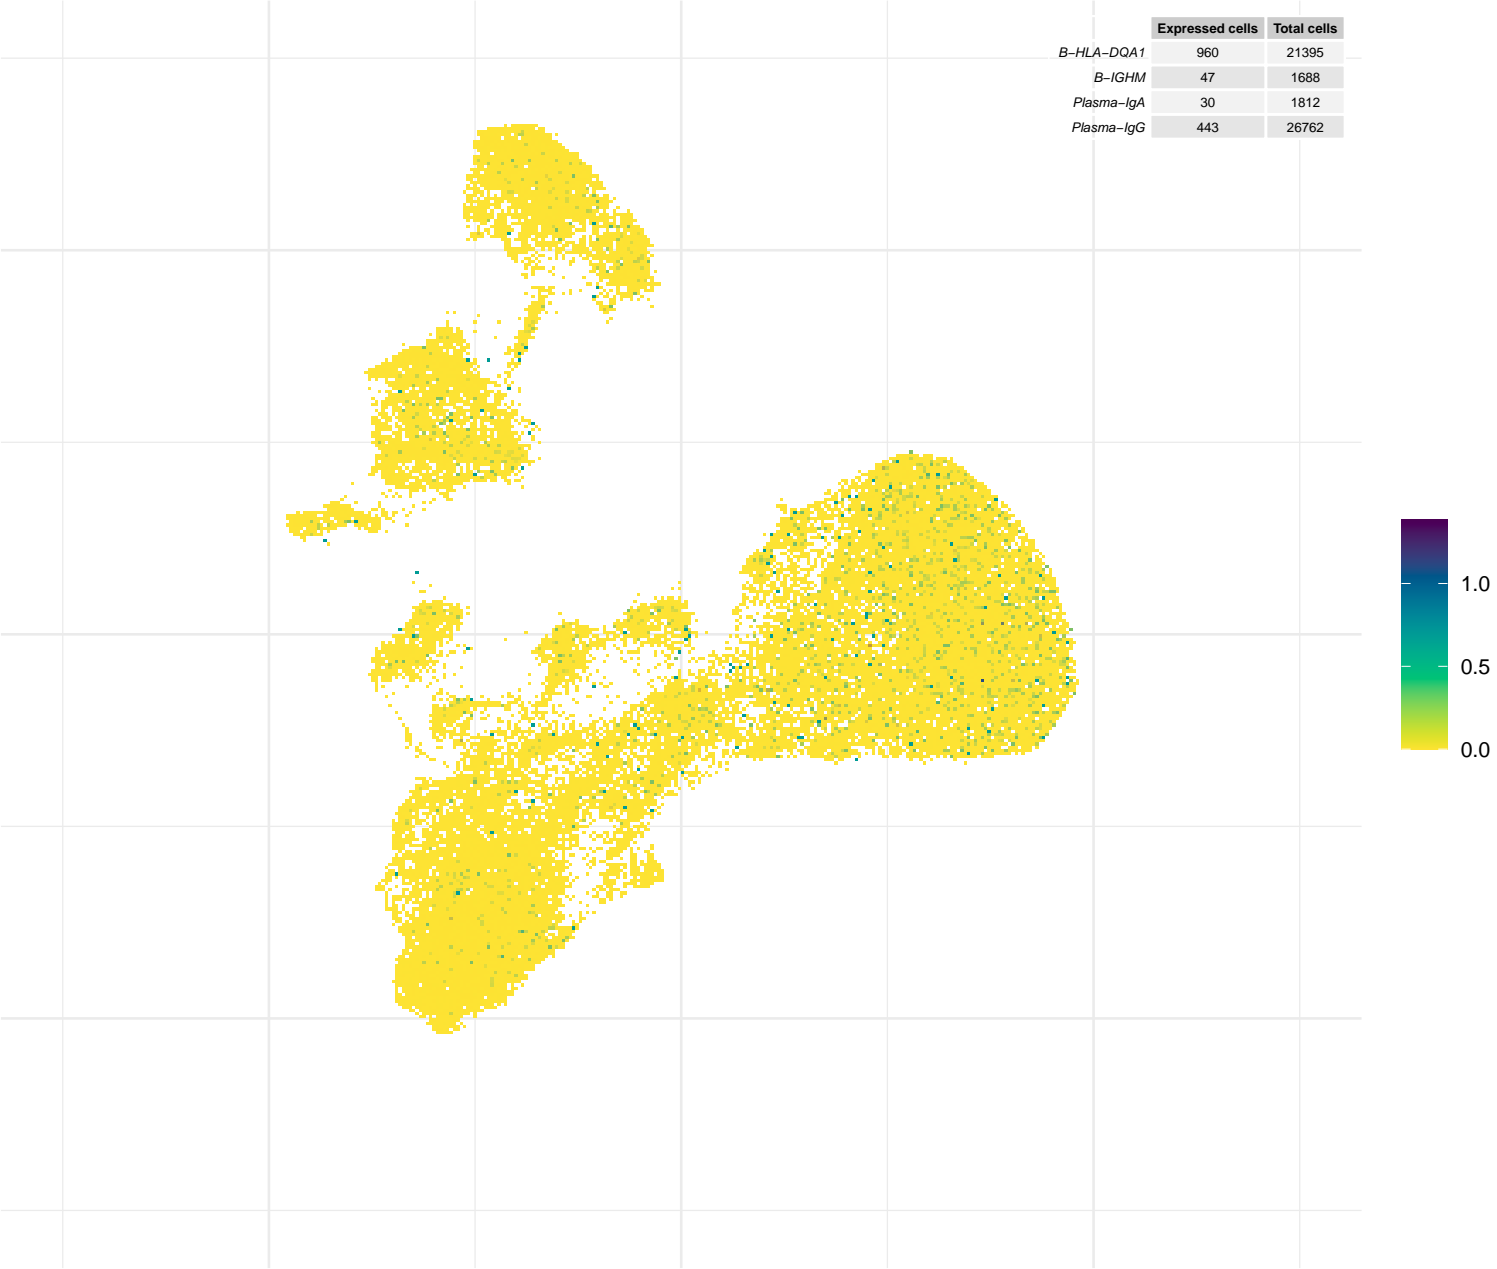 Expressed cells Total cells
B−HLA−DQA1 960 21395
B−IGHM 47 1688
Plasma−IgA 30 1812
Plasma−IgG 443 26762
1.0
0.5
0.0